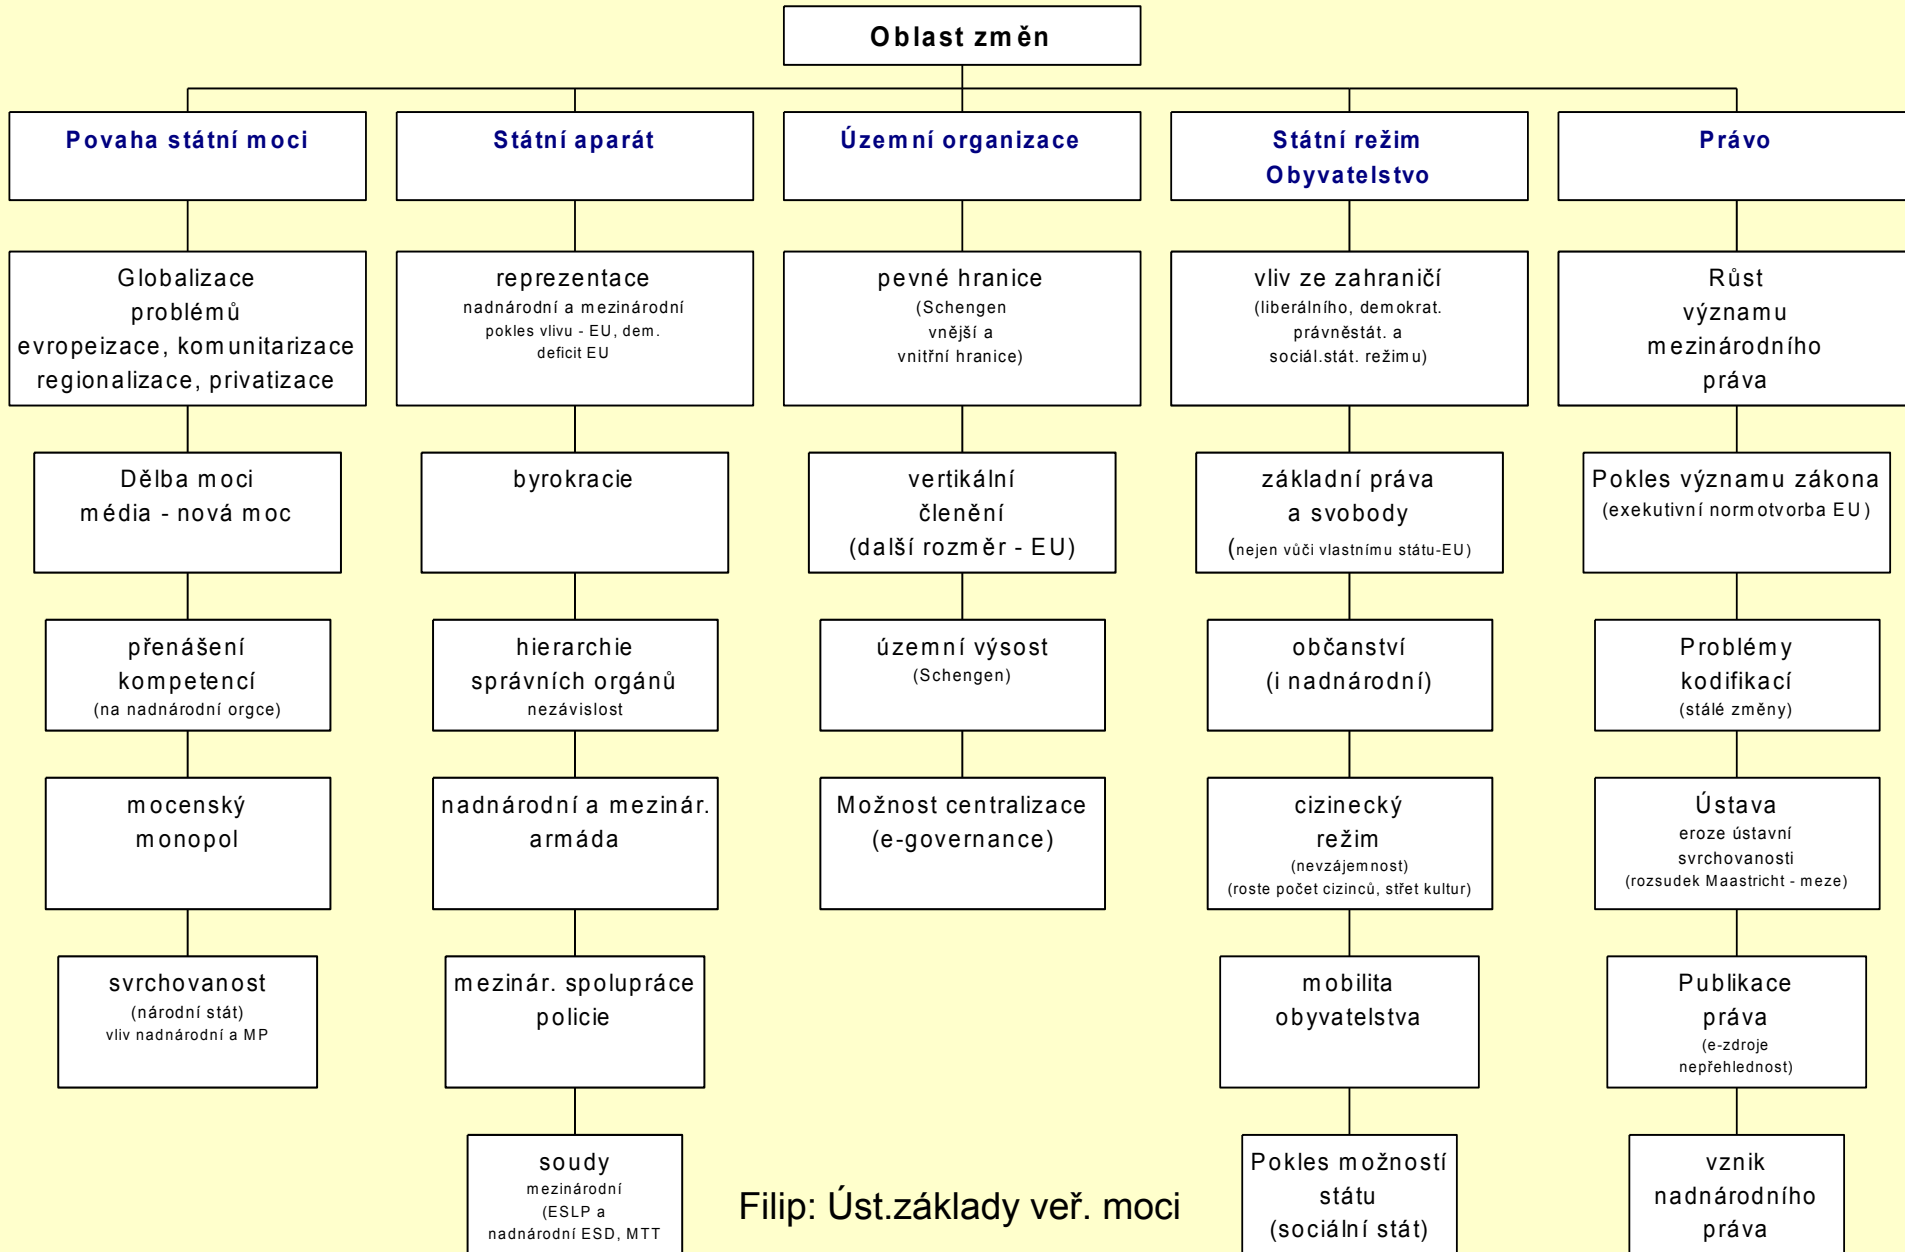 Oblast změn
Povaha státní moci
Globalizace
problémů
evropeizace, komunitarizace
regionalizace, privatizace
Dělba moci
média - nová moc
přenášení
kompetencí
(na nadnárodní orgce)
mocenský
monopol
svrchovanost
(národní stát)
vliv nadnárodní a MP
Státní aparát
reprezentace
nadnárodní a mezinárodní
pokles vlivu - EU, dem.
deficit EU
byrokracie
hierarchie
správních orgánů
nezávislost
nadnárodní a mezinár.
armáda
mezinár. spolupráce
policie
soudy
mezinárodní
(ESLP a
nadnárodní ESD, MTT
Územní organizace
pevné hranice
(Schengen
vnější a
vnitřní hranice)
vertikální
členění
(další rozměr - EU)
územní výsost
(Schengen)
Možnost centralizace
(e-governance)
Státní režim
Obyvatelstvo
vliv ze zahraničí
(liberálního, demokrat.
právněstát. a
sociál.stát. režimu)
základní práva
a svobody
(nejen vůči vlastnímu státu-EU)
občanství
(i nadnárodní)
cizinecký
režim
(nevzájemnost)
(roste počet cizinců, střet kultur)
mobilita
obyvatelstva
Pokles možností
státu
(sociální stát)
Právo
Růst
významu
mezinárodního
práva
Pokles významu zákona
(exekutivní normotvorba EU)
Problémy
kodifikací
(stálé změny)
Ústava
eroze ústavní
svrchovanosti
(rozsudek Maastricht - meze)
Publikace
práva
(e-zdroje
nepřehlednost)
vznik
nadnárodního
práva
Filip: Úst.základy veř. moci